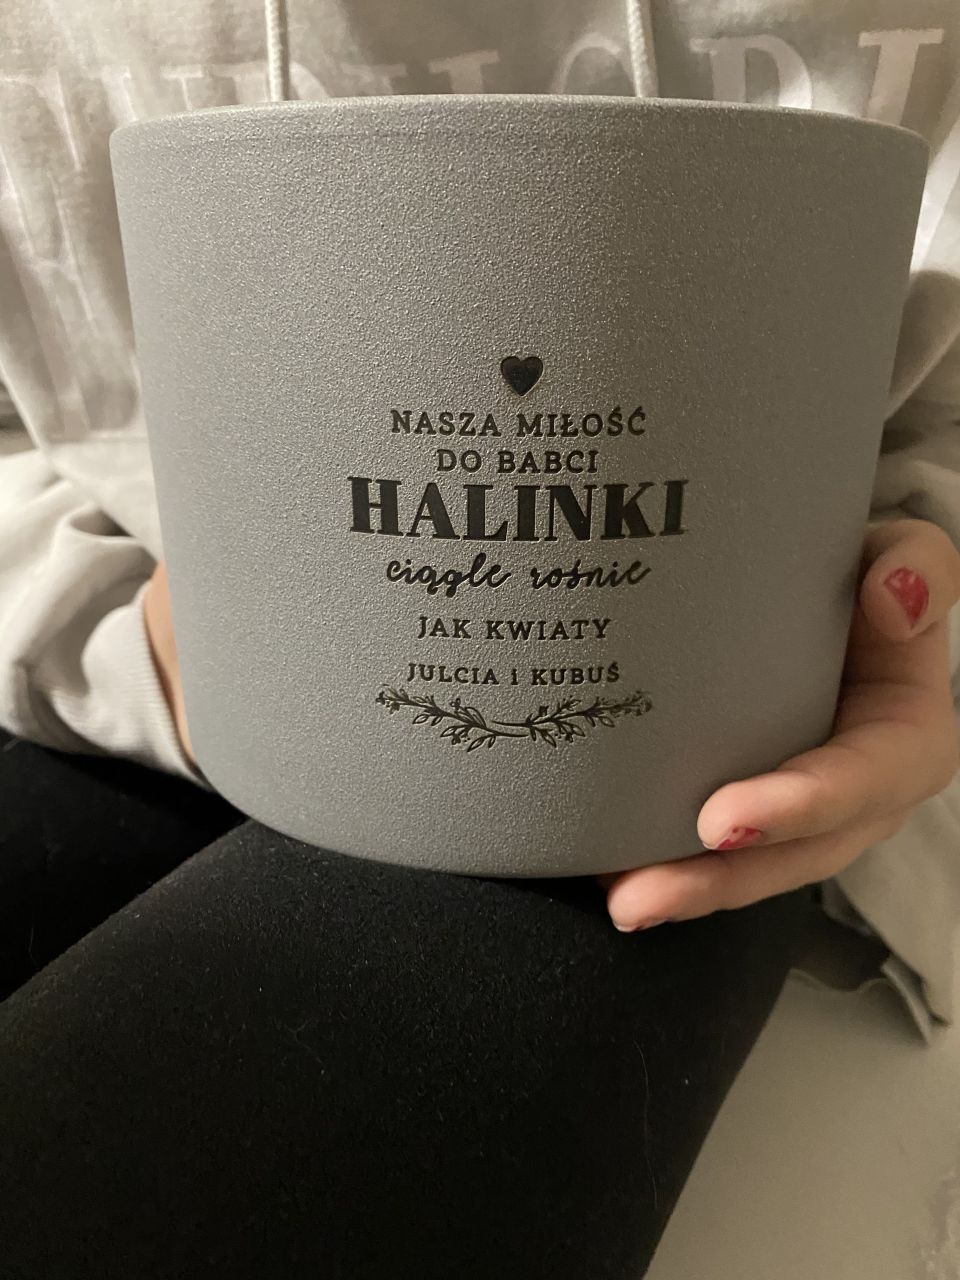 NASZA MIŁOŚĆ
DO BABCI
HALINKI
ciągle rośnie
JAK KWIATY
JULCIA I KUBUŚ